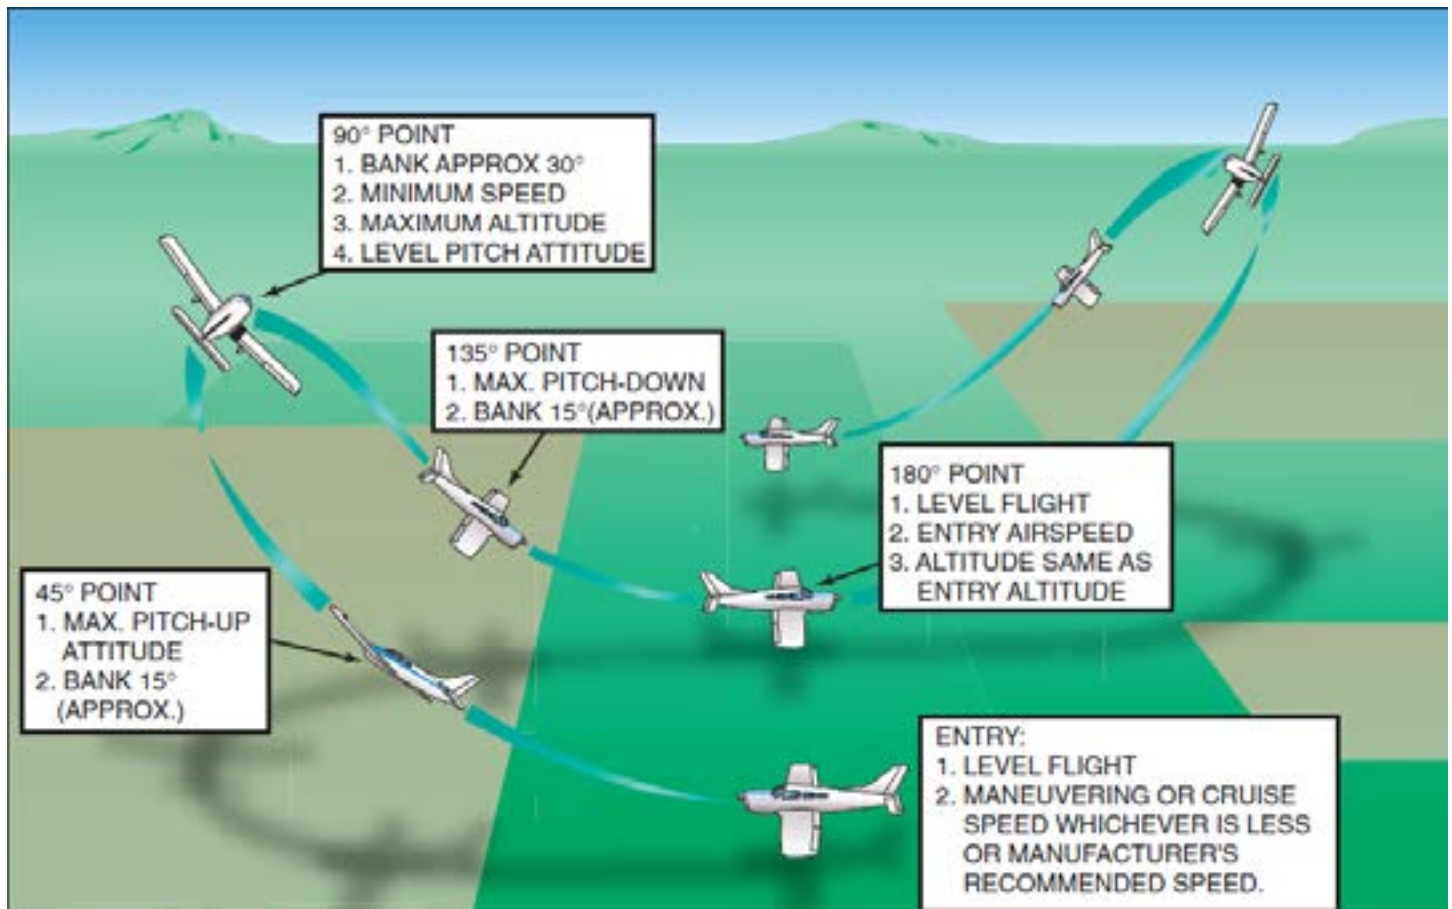 90° POINT
1. BANK APPROX 30°
2. MINIMUM SPEED
3. MAXIMUM ALTITUDE
4. LEVEL PITCH ATTITUDE
135° POINT
1. MAX. PITCH-DOWN
2. BANK 15°(APPROX.)
180° POINT
1. LEVEL FLIGHT
2. ENTRY AIRSPEED
3. ALTITUDE SAME AS
ENTRY ALTITUDE
45° POINT
1. MAX. PITCH-UP
ATTITUDE
2. BANK 15°
(APPROX.)
ENTRY:
1. LEVEL FLIGHT
2. MANEUVERING OR CRUISE
SPEED WHICHEVER IS LESS
OR MANUFACTURER'S
RECOMMENDED SPEED.